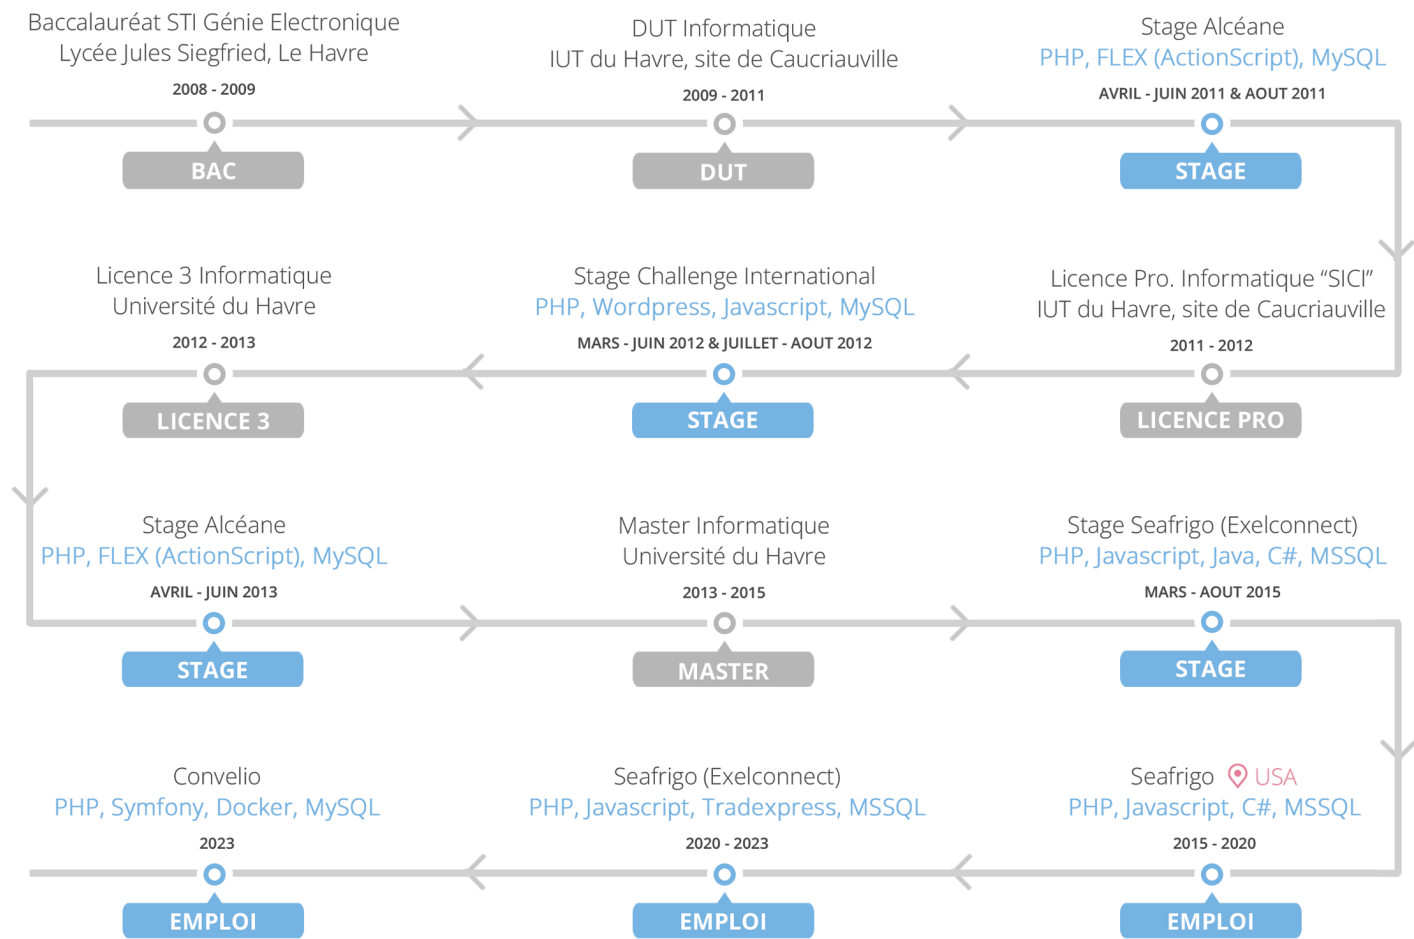 Baccalauréat STI Génie Electronique
Lycée Jules Siegfried, Le Havre
2008 - 2009
BAC
DUT Informatique
IUT du Havre, site de Caucriauville
2009 - 2011
DUT
Stage Alcéane
PHP, FLEX (ActionScript), MySQL
AVRIL - JUIN 2011 & AOUT 2011
STAGE
Licence Pro. Informatique “SICI”
IUT du Havre, site de Caucriauville
2011 - 2012
LICENCE PRO
Stage Challenge International
PHP, Wordpress, Javascript, MySQL
MARS - JUIN 2012 & JUILLET - AOUT 2012
STAGE
Licence 3 Informatique
Université du Havre
2012 - 2013
LICENCE 3
Stage Alcéane
PHP, FLEX (ActionScript), MySQL
AVRIL - JUIN 2013
STAGE
Master Informatique
Université du Havre
2013 - 2015
MASTER
Stage Seafrigo (Exelconnect)
PHP, Javascript, Java, C#, MSSQL
MARS - AOUT 2015
STAGE
Seafrigo USA
PHP, Javascript, C#, MSSQL
2015 - 2020
EMPLOI
Seafrigo (Exelconnect)
PHP, Javascript, Tradexpress, MSSQL
2020 - 2023
EMPLOI
Convelio
PHP, Symfony, Docker, MySQL
2023
EMPLOI